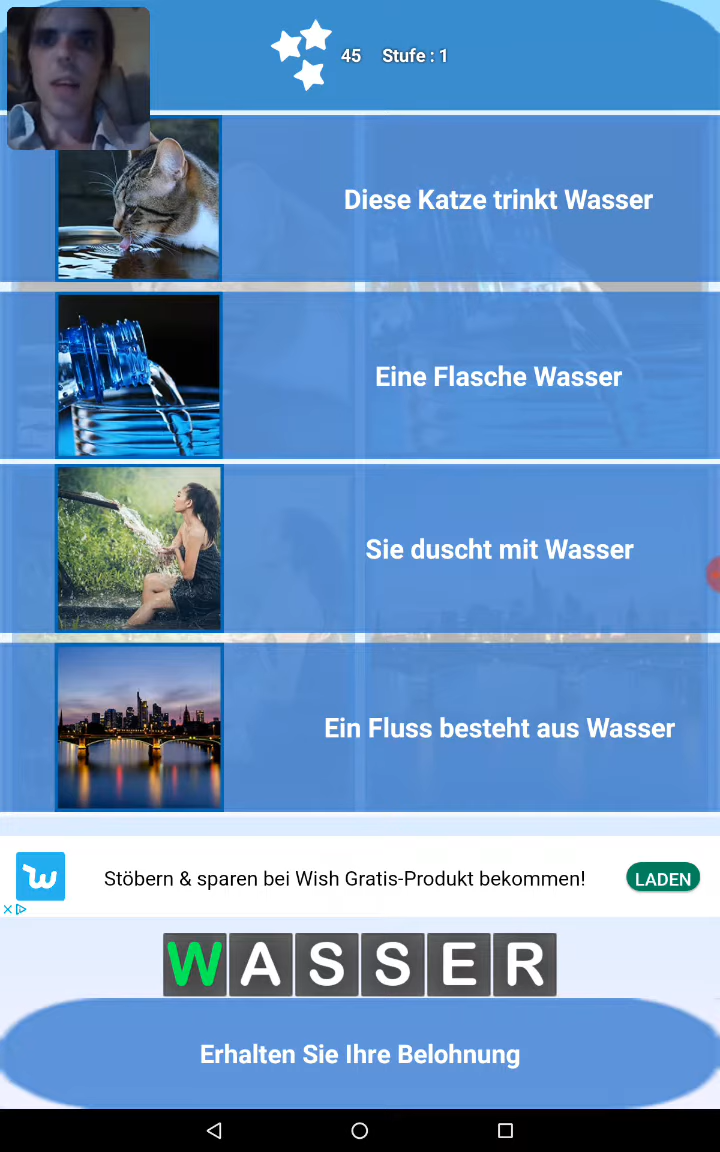 45 Stufe : 1
Diese Katze trinkt Wasser
Eine Flasche Wasser
Sie duscht mit Wasser
Ein Fluss besteht aus Wasser
Stöbern & sparen bei Wish Gratis-Produkt bekommen!
LADEN
WASSER
Erhalten Sie Ihre Belohnung